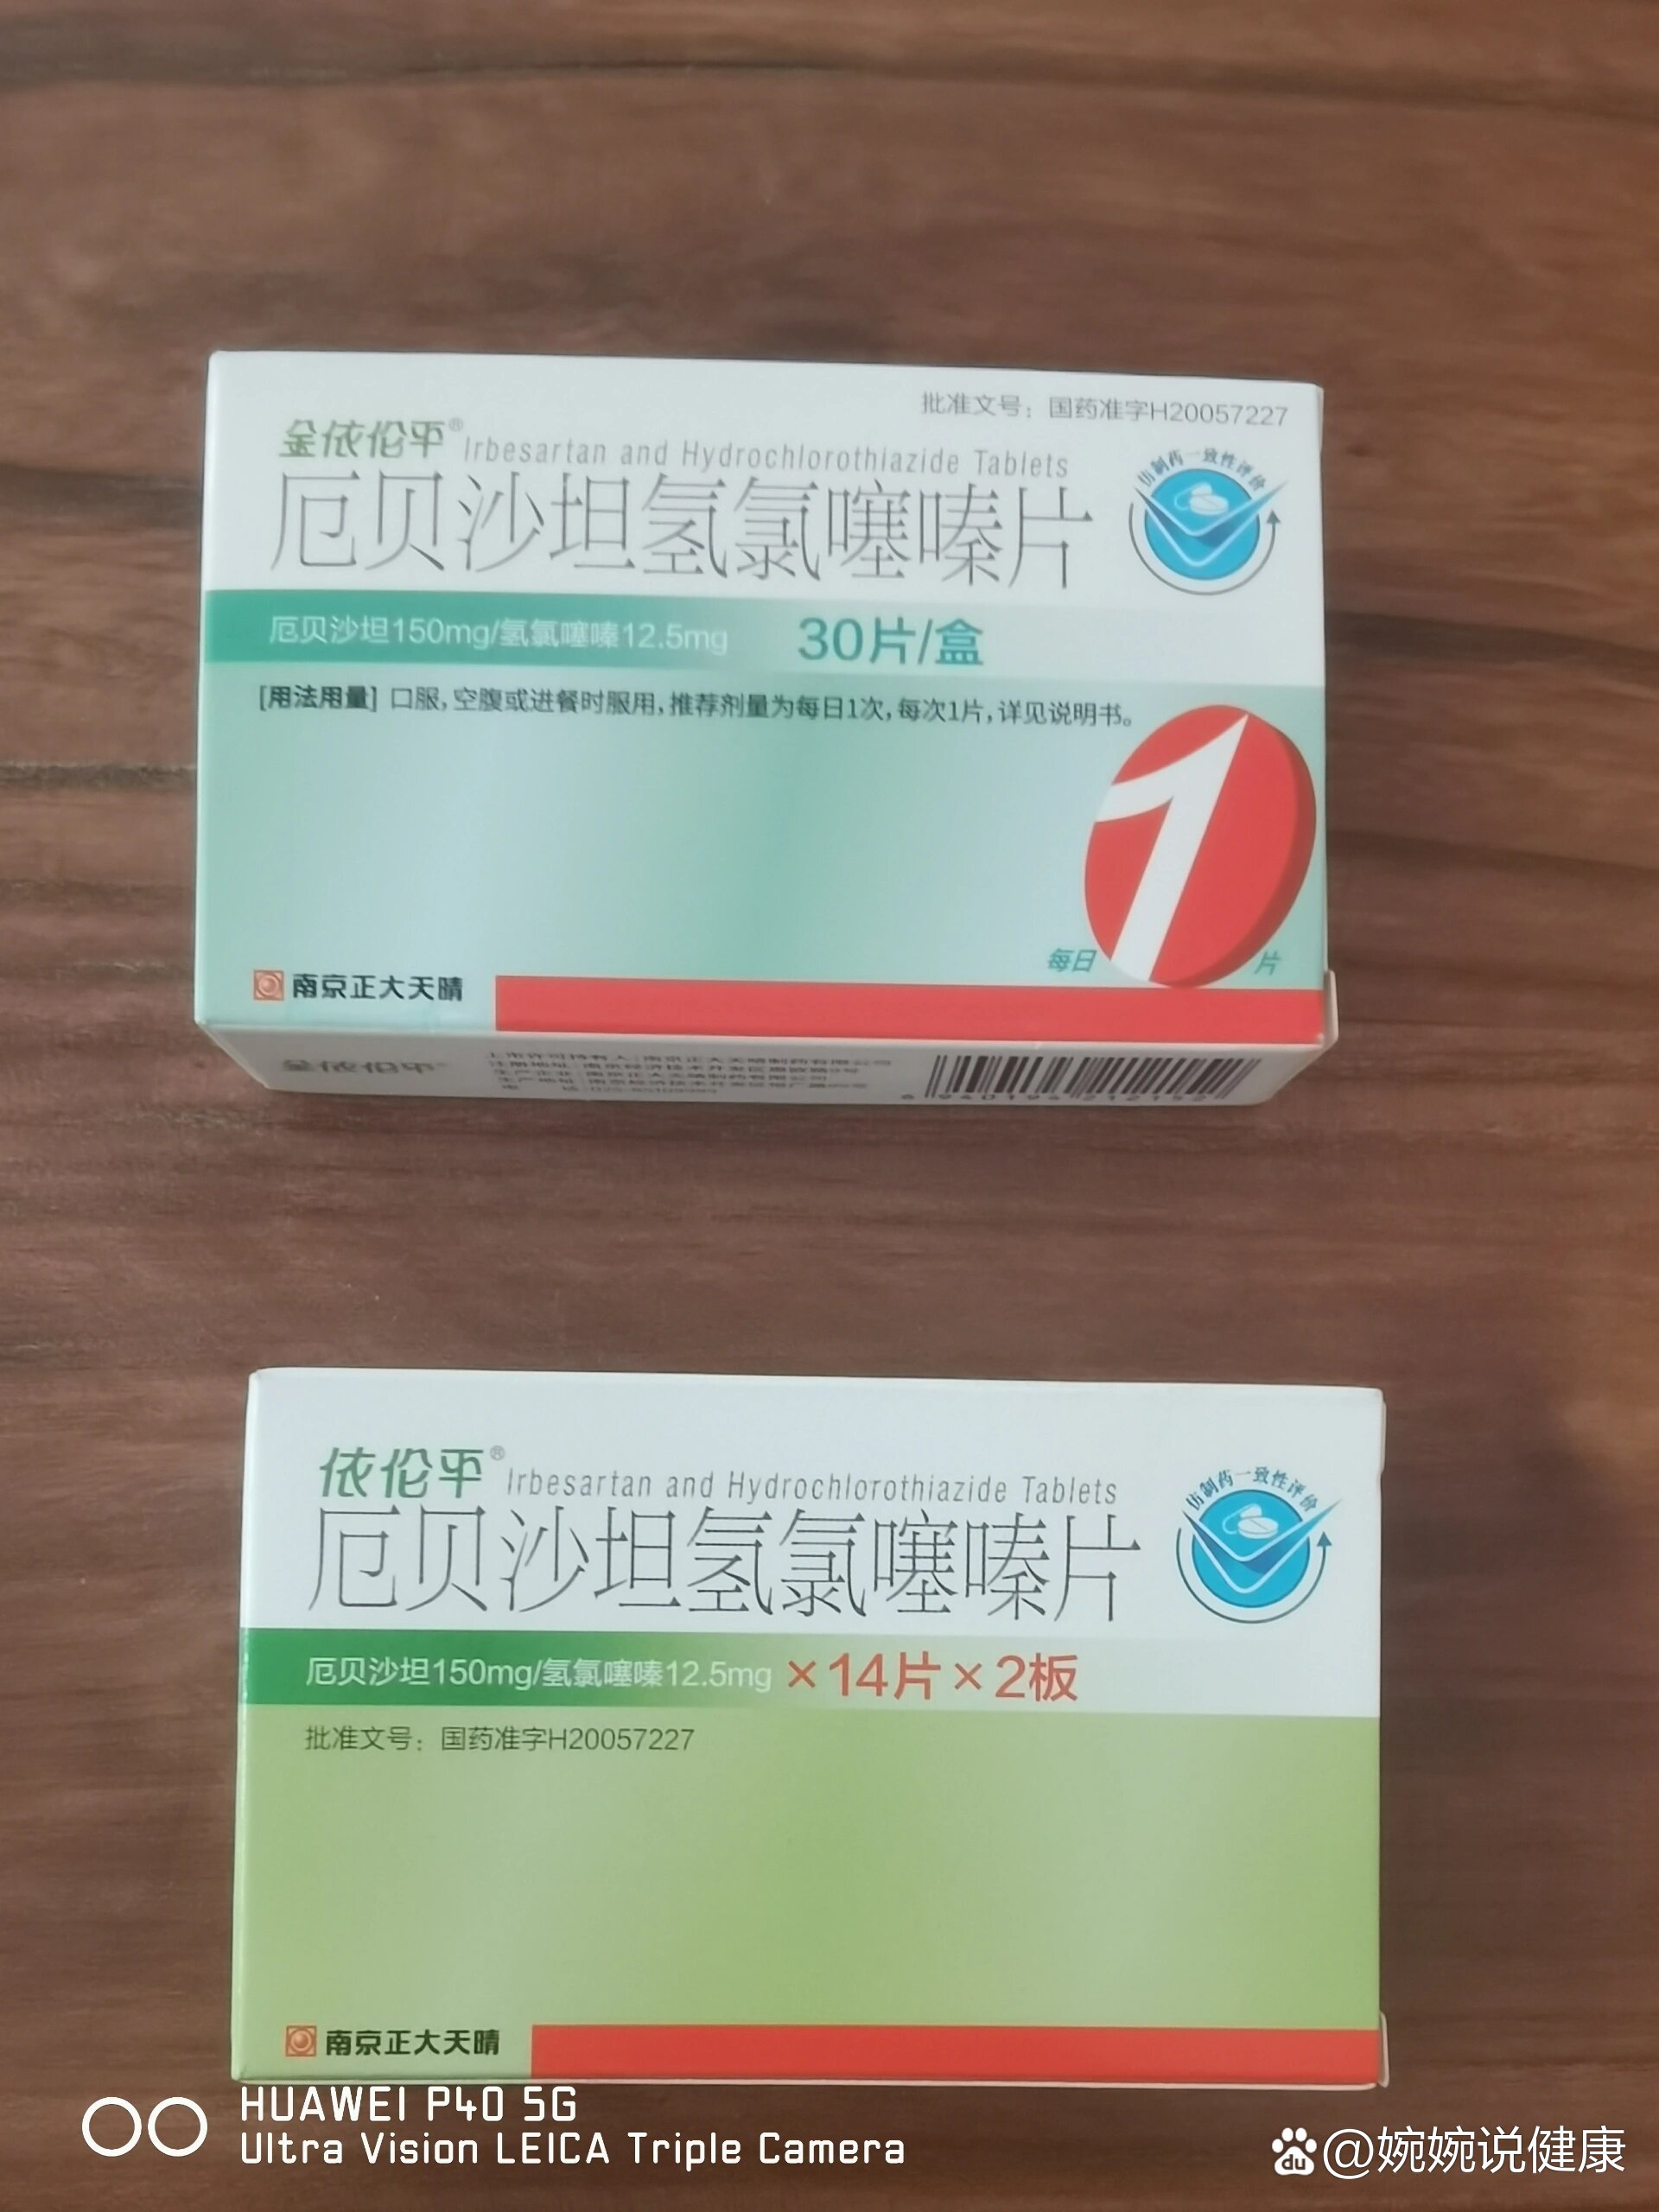 批准文号：国药准字H20057227
金依伦平® Irbesartan and Hydrochlorothiazide Tablets
仿制药一致性评价
厄贝沙坦氢氯噻嗪片
厄贝沙坦150mg/氢氯噻嗪12.5mg 30片/盒
[用法用量] 口服,空腹或进餐时服用,推荐剂量为每日1次,每次1片,详见说明书。
每日1片
南京正大天晴
金依伦平®
依伦平® Irbesartan and Hydrochlorothiazide Tablets
仿制药一致性评价
厄贝沙坦氢氯噻嗪片
厄贝沙坦150mg/氢氯噻嗪12.5mg ×14片×2板
批准文号：国药准字H20057227
南京正大天晴
HUAWEI P40 5G
Ultra Vision LEICA Triple Camera
du @婉婉说健康